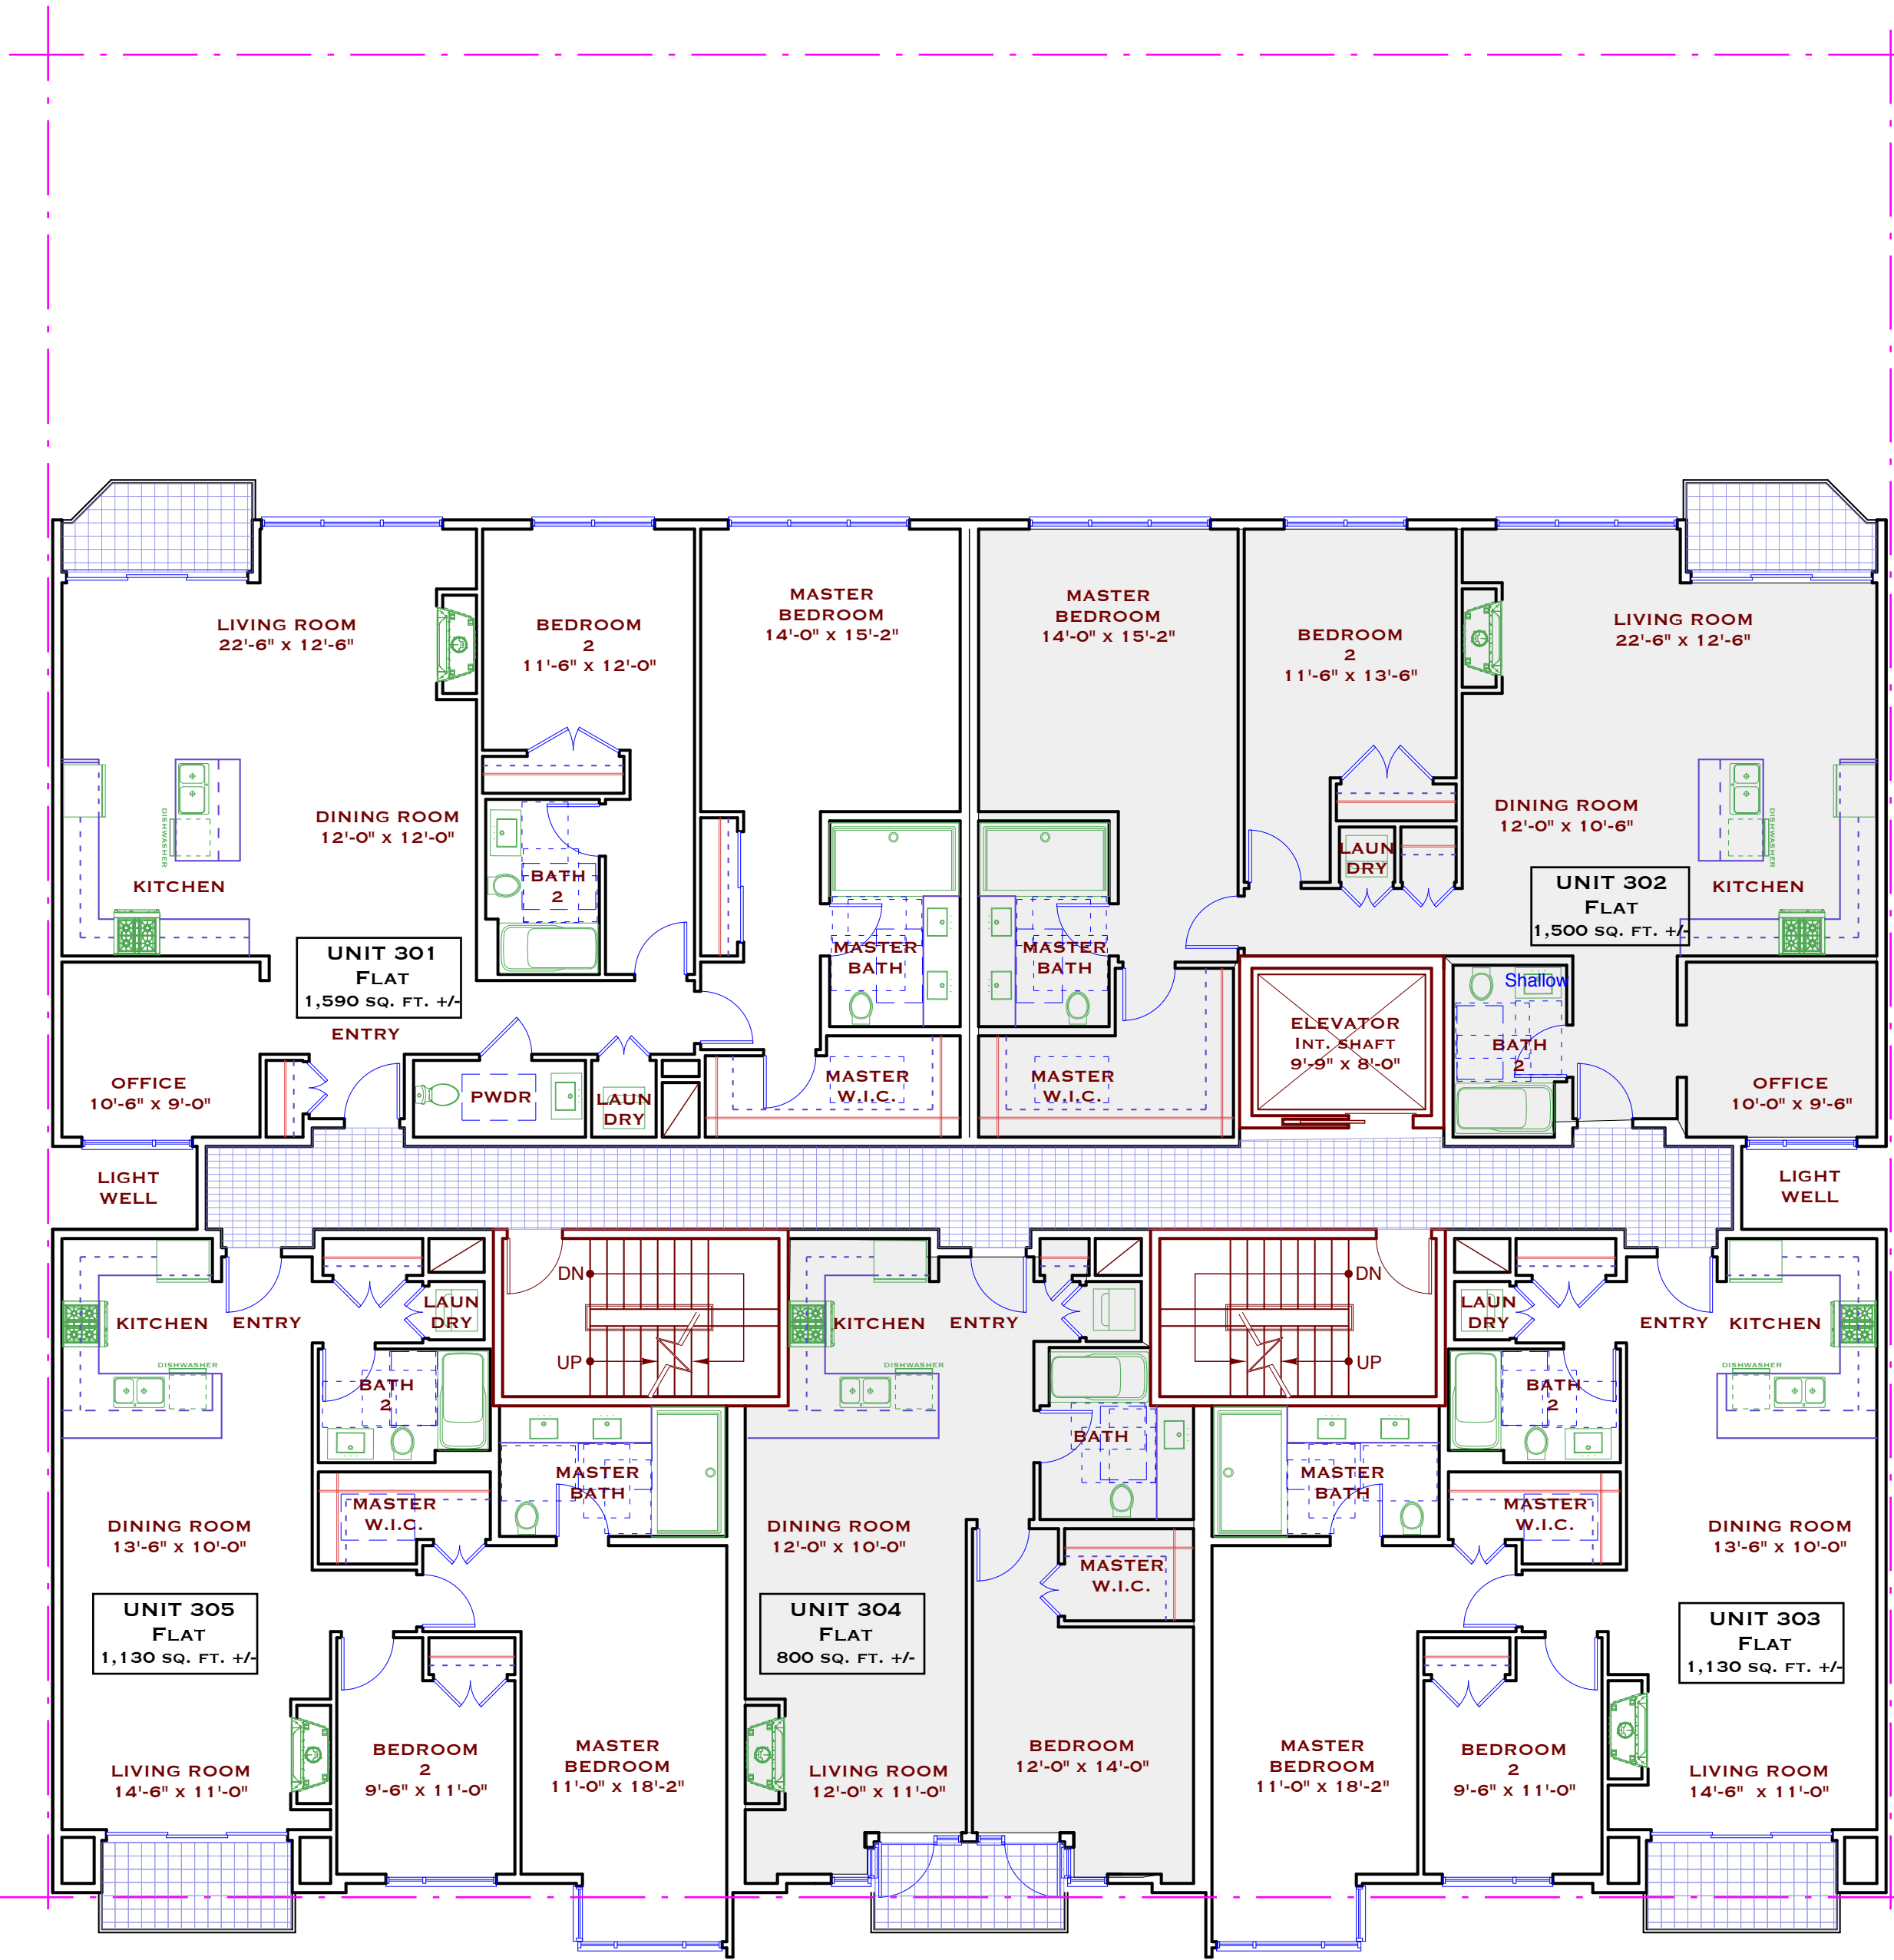 LIVING ROOM
22'-6" x 12'-6"
BEDROOM
2
11'-6" x 12'-0"
MASTER
BEDROOM
14'-0" x 15'-2"
MASTER
BEDROOM
14'-0" x 15'-2"
BEDROOM
2
11'-6" x 13'-6"
LIVING ROOM
22'-6" x 12'-6"
DINING ROOM
12'-0" x 12'-0"
DISHWASHER
KITCHEN
BATH
2
UNIT 301
FLAT
1,590 SQ. FT. +/-
ENTRY
MASTER
BATH
MASTER
BATH
LAUN
DRY
DINING ROOM
12'-0" x 10'-6"
DISHWASHER
UNIT 302
FLAT
1,500 SQ. FT. +/-
KITCHEN
OFFICE
10'-6" x 9'-0"
PWDR
LAUN
DRY
MASTER
W.I.C.
MASTER
W.I.C.
ELEVATOR
INT. SHAFT
9'-9" x 8'-0"
Shallow
BATH
2
OFFICE
10'-0" x 9'-6"
LIGHT
WELL
LIGHT
WELL
KITCHEN
ENTRY
LAUN
DRY
DN
UP
KITCHEN
ENTRY
DN
UP
LAUN
DRY
ENTRY
KITCHEN
DISHWASHER
BATH
2
DISHWASHER
BATH
BATH
2
DISHWASHER
MASTER
BATH
MASTER
BATH
DINING ROOM
13'-6" x 10'-0"
MASTER
W.I.C.
DINING ROOM
12'-0" x 10'-0"
MASTER
W.I.C.
MASTER
W.I.C.
DINING ROOM
13'-6" x 10'-0"
UNIT 305
FLAT
1,130 SQ. FT. +/-
UNIT 304
FLAT
800 SQ. FT. +/-
UNIT 303
FLAT
1,130 SQ. FT. +/-
LIVING ROOM
14'-6" x 11'-0"
BEDROOM
2
9'-6" x 11'-0"
MASTER
BEDROOM
11'-0" x 18'-2"
LIVING ROOM
12'-0" x 11'-0"
BEDROOM
12'-0" x 14'-0"
MASTER
BEDROOM
11'-0" x 18'-2"
BEDROOM
2
9'-6" x 11'-0"
LIVING ROOM
14'-6" x 11'-0"